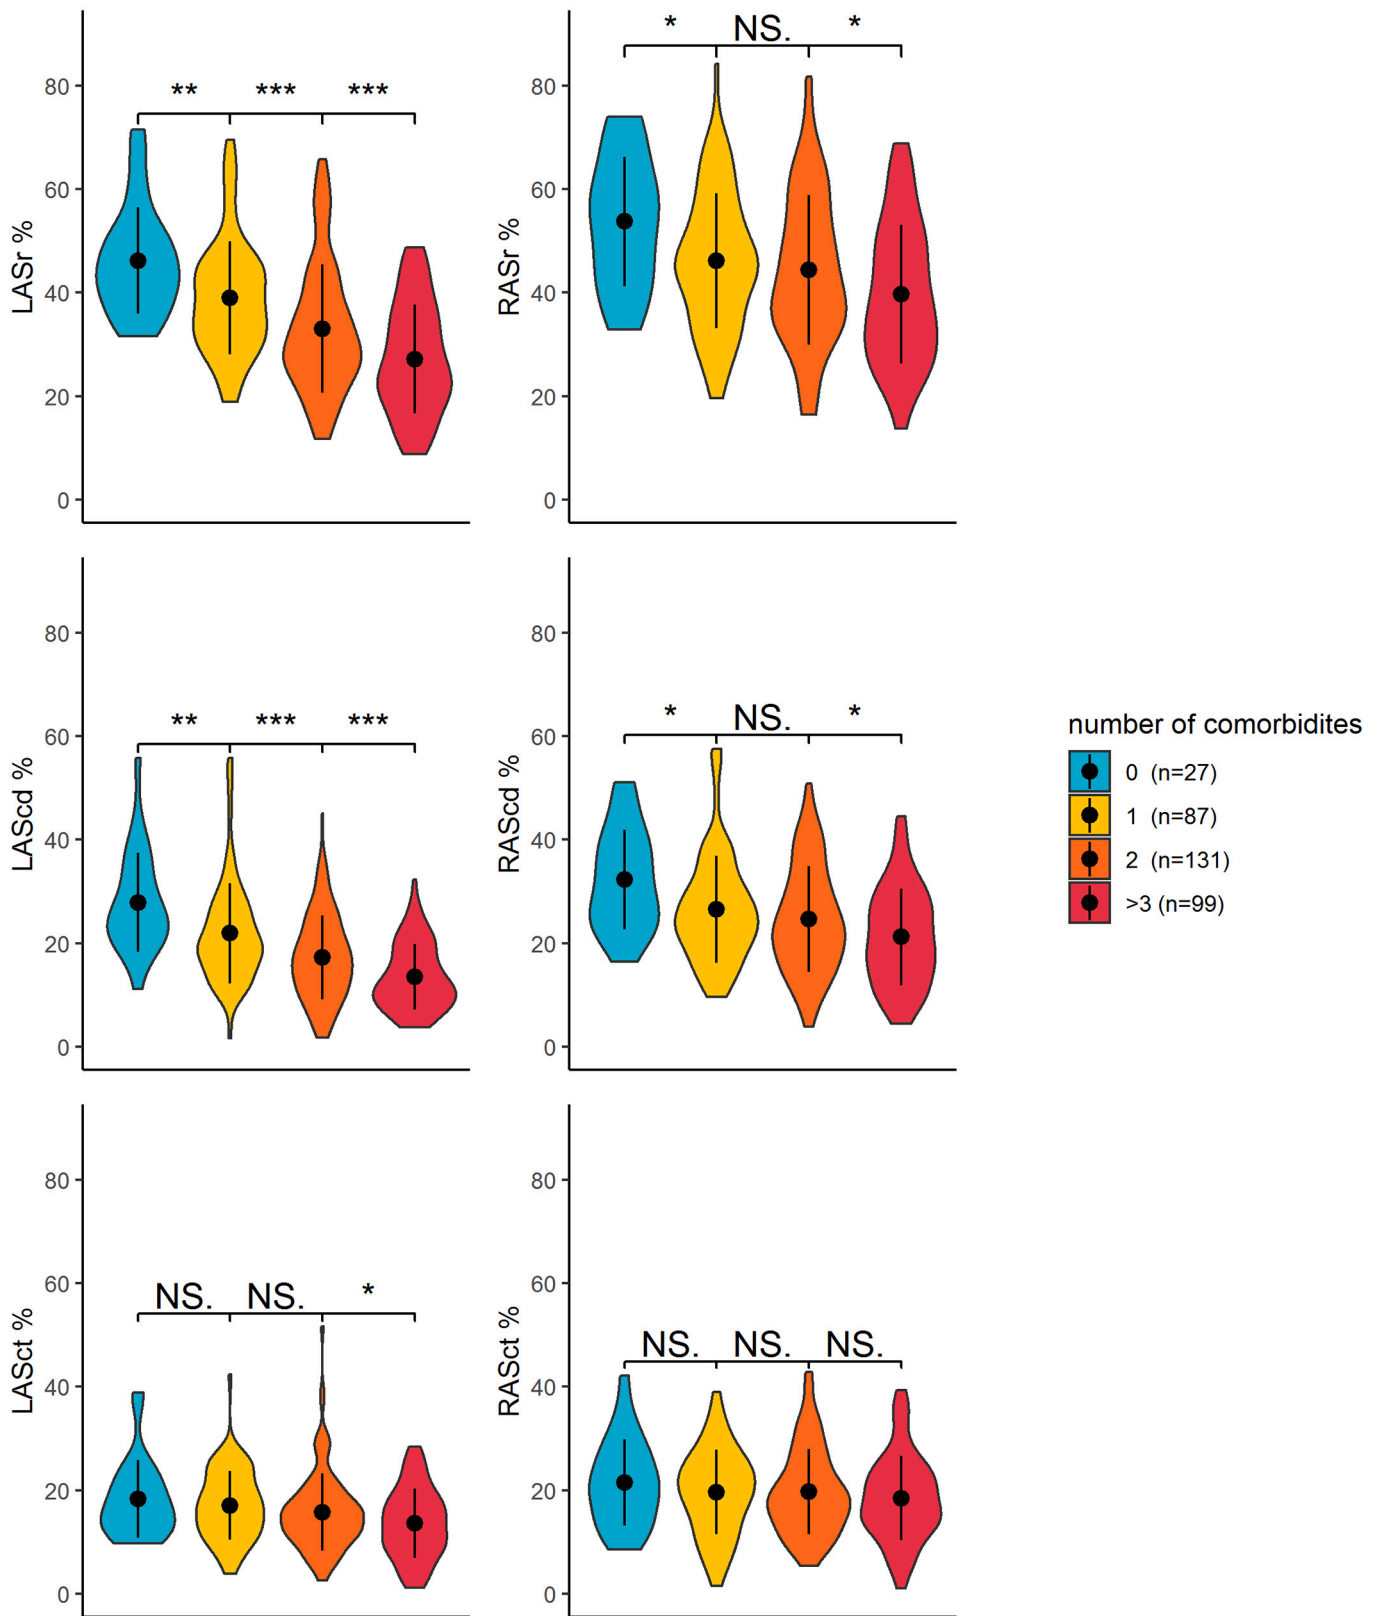 ** *** ***
LASr %
80
60
40
20
0
* NS. *
RASr %
80
60
40
20
0
** *** ***
LAScd %
80
60
40
20
0
* NS. *
RAScd %
80
60
40
20
0
number of comorbidites
0 (n=27)
1 (n=87)
2 (n=131)
>3 (n=99)
NS. NS. *
LASct %
80
60
40
20
0
NS. NS. NS.
RASct %
80
60
40
20
0